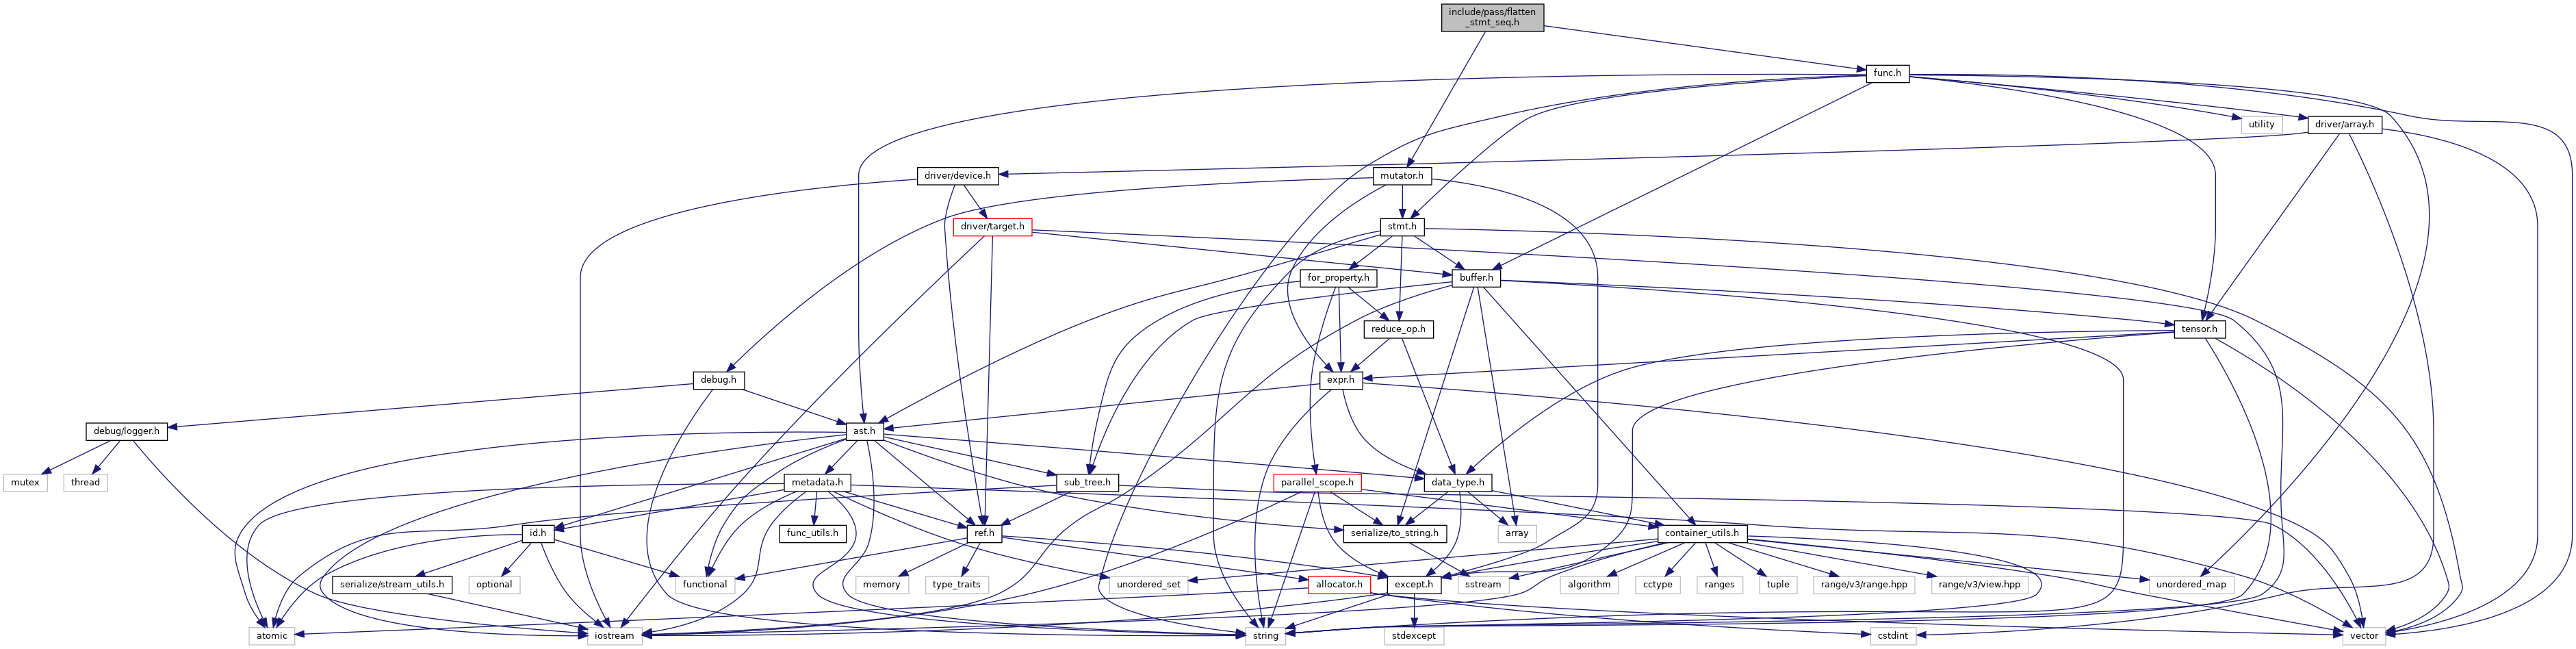 include/pass/flatten
_stmt_seq.h
func.h
utility
driver/array.h
driver/device.h
mutator.h
driver/target.h
stmt.h
for_property.h
buffer.h
reduce_op.h
tensor.h
debug.h
expr.h
debug/logger.h
ast.h
mutex
thread
metadata.h
sub_tree.h
parallel_scope.h
data_type.h
id.h
func_utils.h
ref.h
serialize/to_string.h
array
container_utils.h
serialize/stream_utils.h
optional
functional
memory
type_traits
unordered_set
allocator.h
except.h
sstream
algorithm
cctype
ranges
tuple
range/v3/range.hpp
range/v3/view.hpp
unordered_map
atomic
iostream
stdexcept
string
cstdint
vector